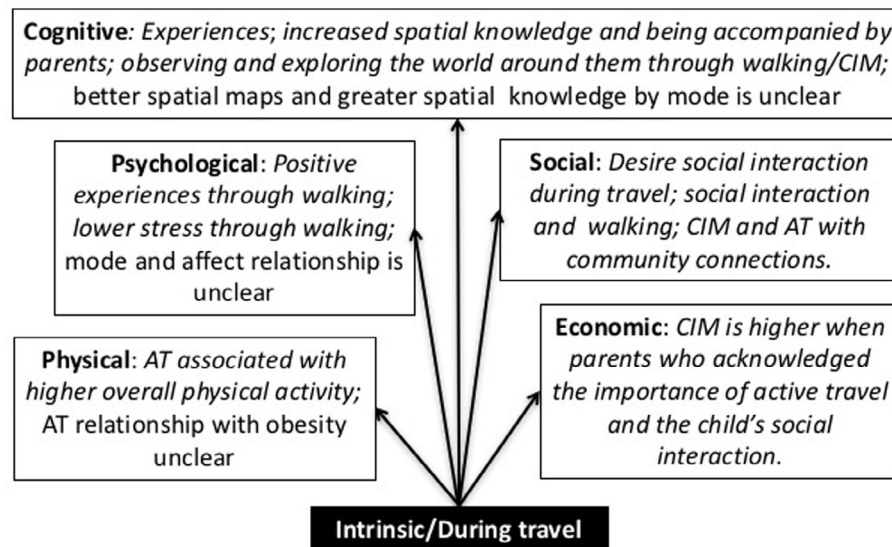 Cognitive: Experiences; increased spatial knowledge and being accompanied by
parents; observing and exploring the world around them through walking/CIM;
better spatial maps and greater spatial knowledge by mode is unclear
Psychological: Positive
experiences through walking;
lower stress through walking;
mode and affect relationship is
unclear
Social: Desire social interaction
during travel; social interaction
and walking; CIM and AT with
community connections.
Physical: AT associated with
higher overall physical activity;
AT relationship with obesity
unclear
Economic: CIM is higher when
parents who acknowledged
the importance of active travel
and the child's social
interaction.
Intrinsic/During travel